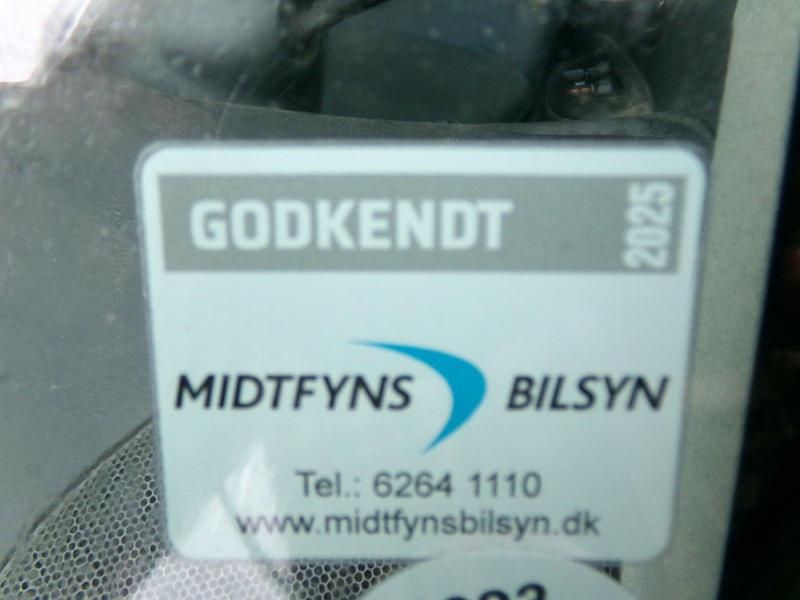 GODKENDT 2025
MIDTFYNS BILSYN
Tel.: 6264 1110
www.midtfynsbilsyn.dk